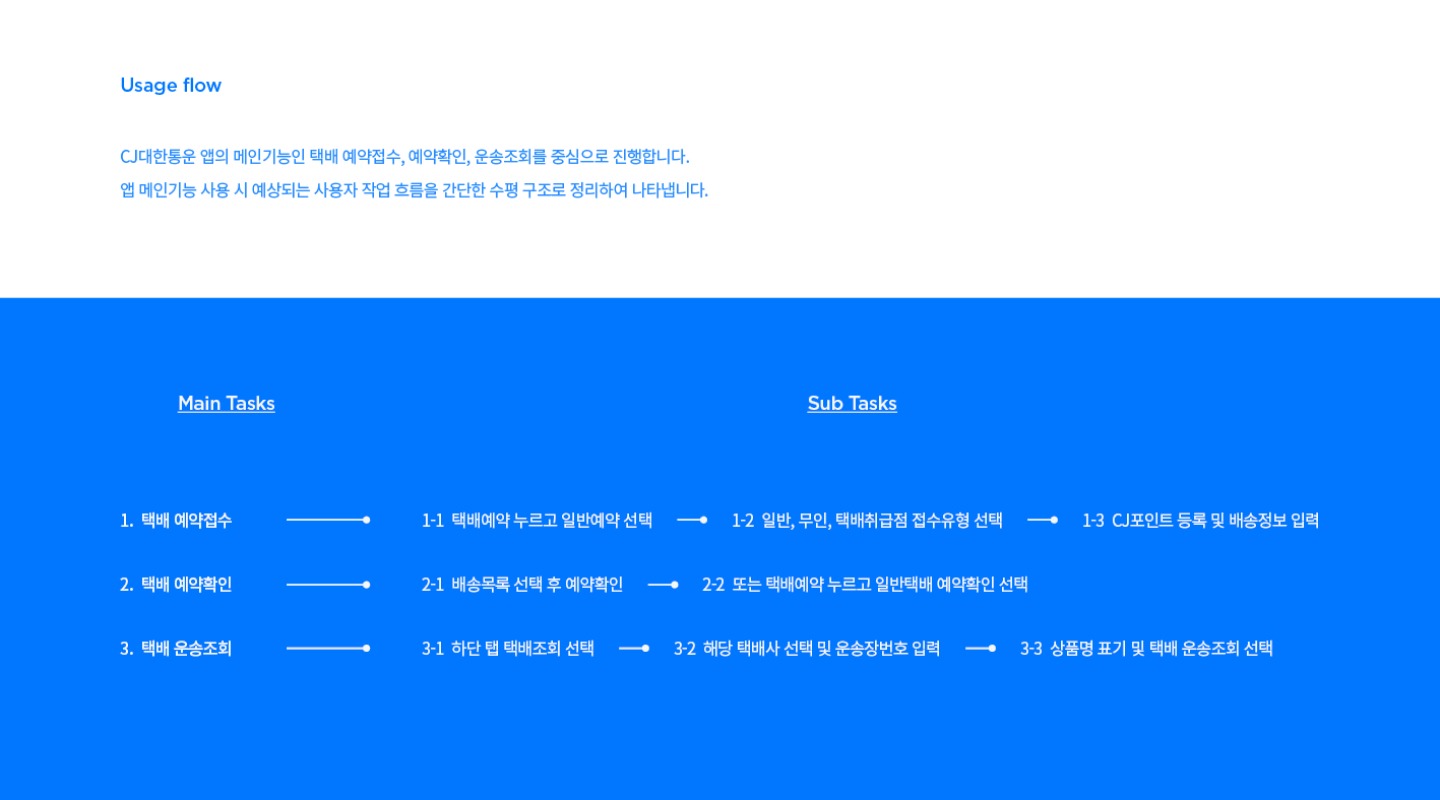 Usage flow
CJ대한통운 앱의 메인기능인 택배 예약접수, 예약확인, 운송조회를 중심으로 진행합니다.
앱 메인기능 사용 시 예상되는 사용자 작업 흐름을 간단한 수평 구조로 정리하여 나타냅니다.
Main Tasks Sub Tasks
1. 택배 예약접수 1-1 택배예약 누르고 일반예약 선택 1-2 일반, 무인, 택배취급점 접수유형 선택 1-3 CJ포인트 등록 및 배송정보 입력
2. 택배 예약확인 2-1 배송목록 선택 후 예약확인 2-2 또는 택배예약 누르고 일반택배 예약확인 선택
3. 택배 운송조회 3-1 하단 탭 택배조회 선택 3-2 해당 택배사 선택 및 운송장번호 입력 3-3 상품명 표기 및 택배 운송조회 선택